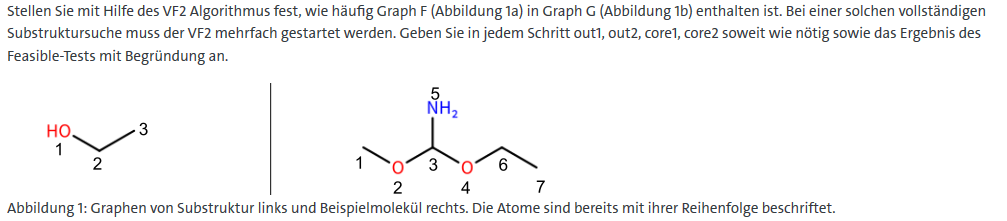 Stellen Sie mit Hilfe des VF2 Algorithmus fest, wie häufig Graph F (Abbildung 1a) in Graph G (Abbildung 1b) enthalten ist. Bei einer solchen vollständigen
Substruktursuche muss der VF2 mehrfach gestartet werden. Geben Sie in jedem Schritt out1, out2, core1, core2 soweit wie nötig sowie das Ergebnis des
Feasible-Tests mit Begründung an.
HO
1
2
3
1
O
2
3
5
NH₂
O
4
6
7
Abbildung 1: Graphen von Substruktur links und Beispielmolekül rechts. Die Atome sind bereits mit ihrer Reihenfolge beschriftet.